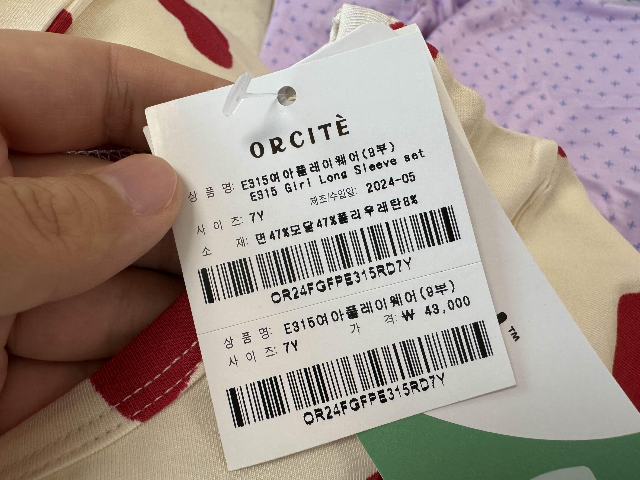 ORCITÈ
상 품 명: E315여아플레이웨어(9부)
E315 Girl Long Sleeve set
사 이 즈: 7Y 제조/수입일: 2024-05
소 재: 면47%모달47%폴리우레탄6%
OR24FGFPE315RD7Y
상 품 명: E315여아플레이웨어(9부)
사 이 즈: 7Y 가 격: ₩ 43,000
OR24FGFPE315RD7Y
TM